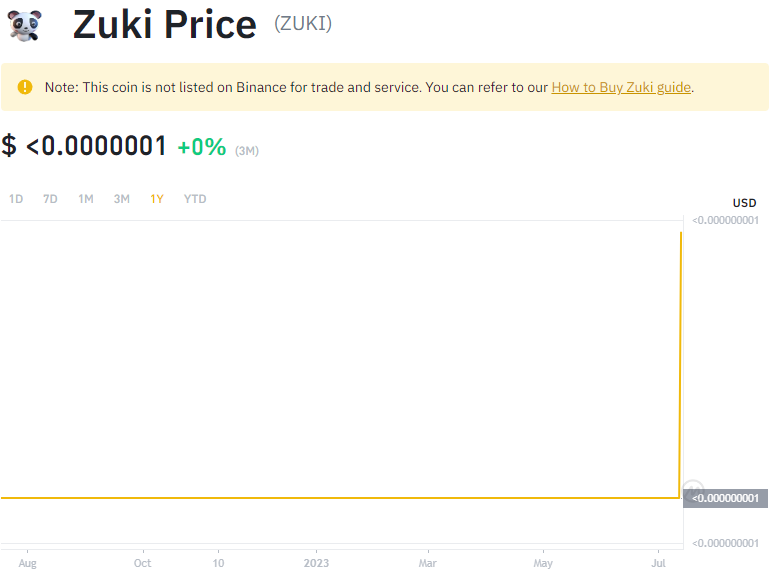 Zuki Price (ZUKI)
Note: This coin is not listed on Binance for trade and service. You can refer to our How to Buy Zuki guide.
$ <0.0000001 +0% (3M)
1D 7D 1M 3M 1Y YTD
USD
<0.000000001
<0.000000001
<0.000000001
Aug Oct 10 2023 Mar May Jul